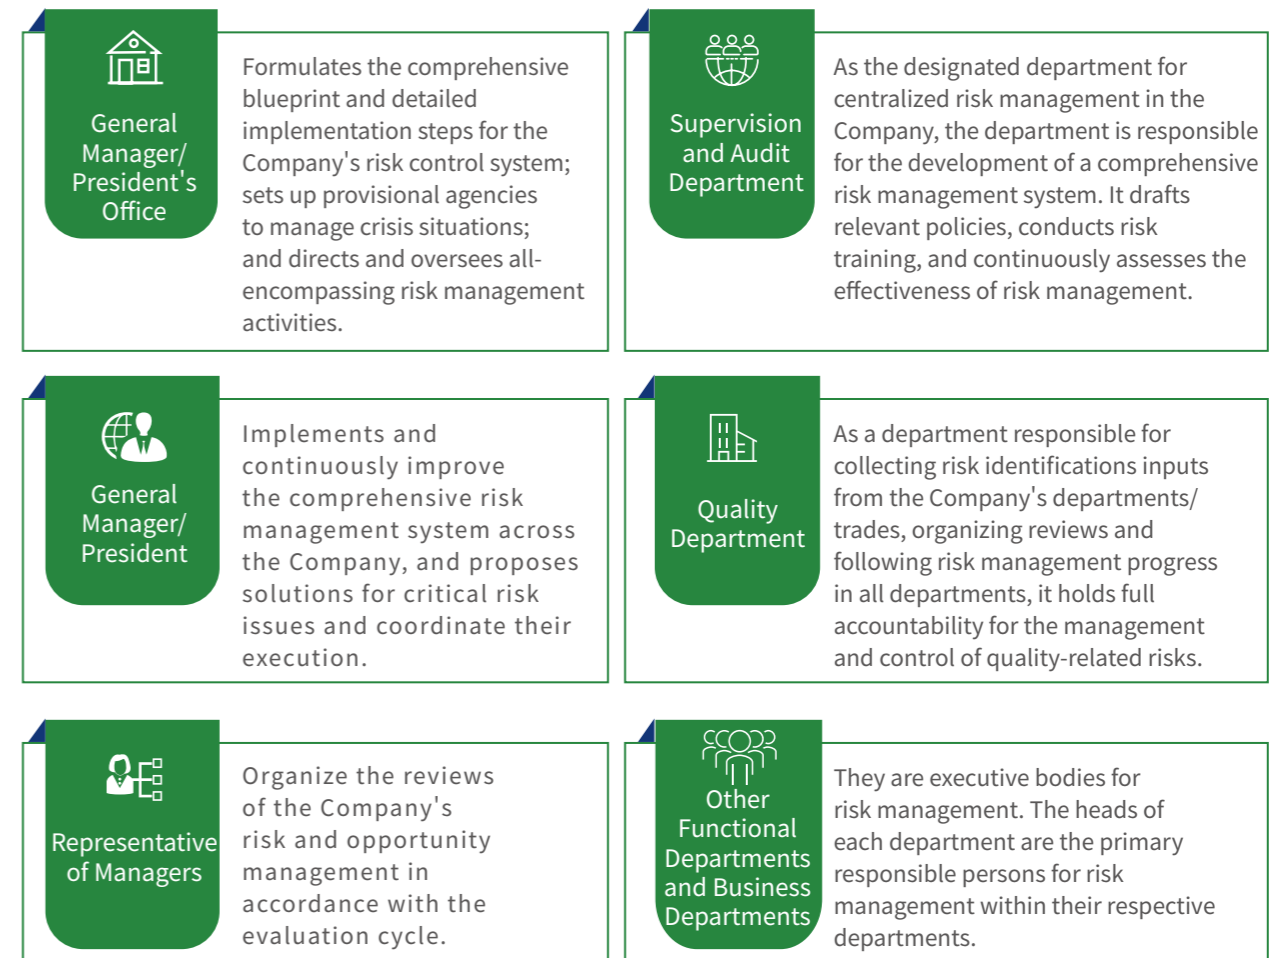 General
Manager/
President's
Office
Formulates the comprehensive
blueprint and detailed
implementation steps for the
Company's risk control system;
sets up provisional agencies
to manage crisis situations;
and directs and oversees all-
encompassing risk management
activities.
Supervision
and Audit
Department
As the designated department for
centralized risk management in the
Company, the department is responsible
for the development of a comprehensive
risk management system. It drafts
relevant policies, conducts risk
training, and continuously assesses the
effectiveness of risk management.
General
Manager/
President
Implements and
continuously improve
the comprehensive risk
management system across
the Company, and proposes
solutions for critical risk
issues and coordinate their
execution.
Quality
Department
As a department responsible for
collecting risk identifications inputs
from the Company's departments/
trades, organizing reviews and
following risk management progress
in all departments, it holds full
accountability for the management
and control of quality-related risks.
Representative
of Managers
Organize the reviews
of the Company's
risk and opportunity
management in
accordance with the
evaluation cycle.
Other
Functional
Departments
and Business
Departments
They are executive bodies for
risk management. The heads of
each department are the primary
responsible persons for risk
management within their respective
departments.